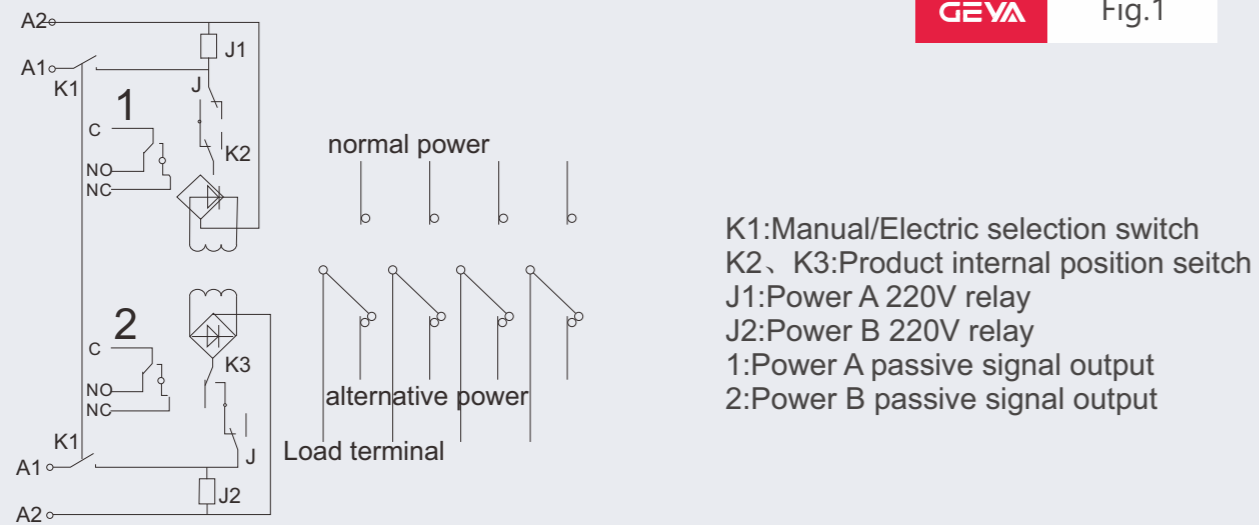 GEYA
Fig.1
A2
J1
A1
K1
J
1
C
K2
NO
NC
normal power
K1:Manual/Electric selection switch
K2、K3:Product internal position seitch
J1:Power A 220V relay
J2:Power B 220V relay
1:Power A passive signal output
2:Power B passive signal output
2
C
K3
NO
NC
alternative power
K1
J
Load terminal
A1
J2
A2